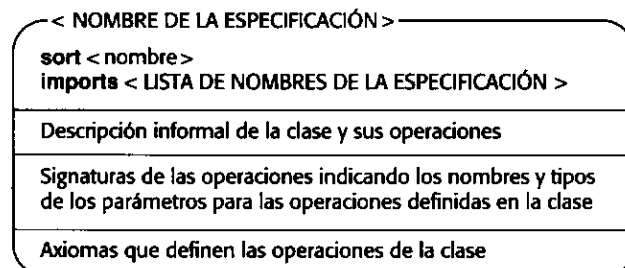 < NOMBRE DE LA ESPECIFICACIÓN >
sort < nombre >
imports < LISTA DE NOMBRES DE LA ESPECIFICACIÓN >
Descripción informal de la clase y sus operaciones
Signaturas de las operaciones indicando los nombres y tipos
de los parámetros para las operaciones definidas en la clase
Axiomas que definen las operaciones de la clase